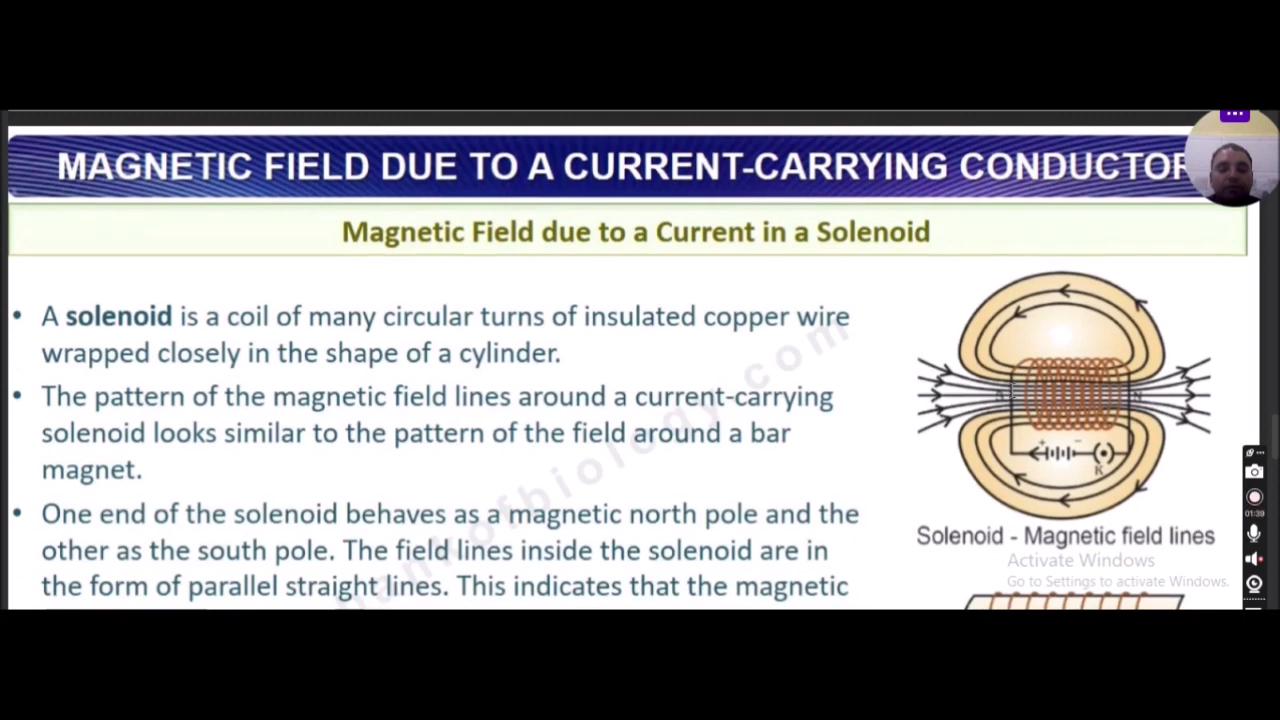 MAGNETIC FIELD DUE TO A CURRENT-CARRYING CONDUCTOR
Magnetic Field due to a Current in a Solenoid
• A solenoid is a coil of many circular turns of insulated copper wire
wrapped closely in the shape of a cylinder.
• The pattern of the magnetic field lines around a current-carrying
solenoid looks similar to the pattern of the field around a bar
magnet.
• One end of the solenoid behaves as a magnetic north pole and the
other as the south pole. The field lines inside the solenoid are in
the form of parallel straight lines. This indicates that the magnetic
ankofbiology.com
N
+ −
K
Solenoid - Magnetic field lines
Activate Windows
Go to Settings to activate Windows.
01:39